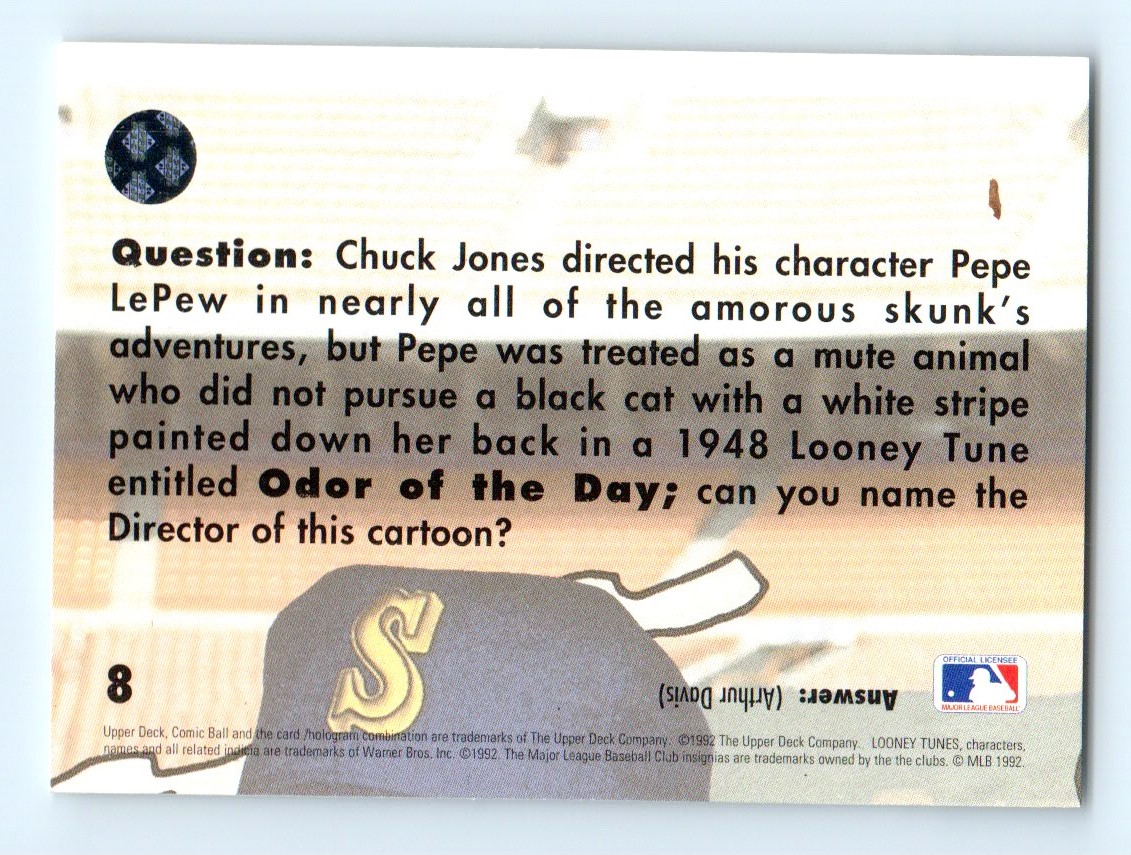 Question: Chuck Jones directed his character Pepe
LePew in nearly all of the amorous skunk's
adventures, but Pepe was treated as a mute animal
who did not pursue a black cat with a white stripe
painted down her back in a 1948 Looney Tune
entitled Odor of the Day; can you name the
Director of this cartoon?
S
8
Answer: (Arthur Davis)
OFFICIAL LICENSEE
MAJOR LEAGUE BASEBALL
Upper Deck, Comic Ball and the card /hologram combination are trademarks of The Upper Deck Company. ©1992 The Upper Deck Company. LOONEY TUNES, characters,
names and all related indicia are trademarks of Warner Bros. Inc. ©1992. The Major League Baseball Club insignias are trademarks owned by the the clubs. © MLB 1992.